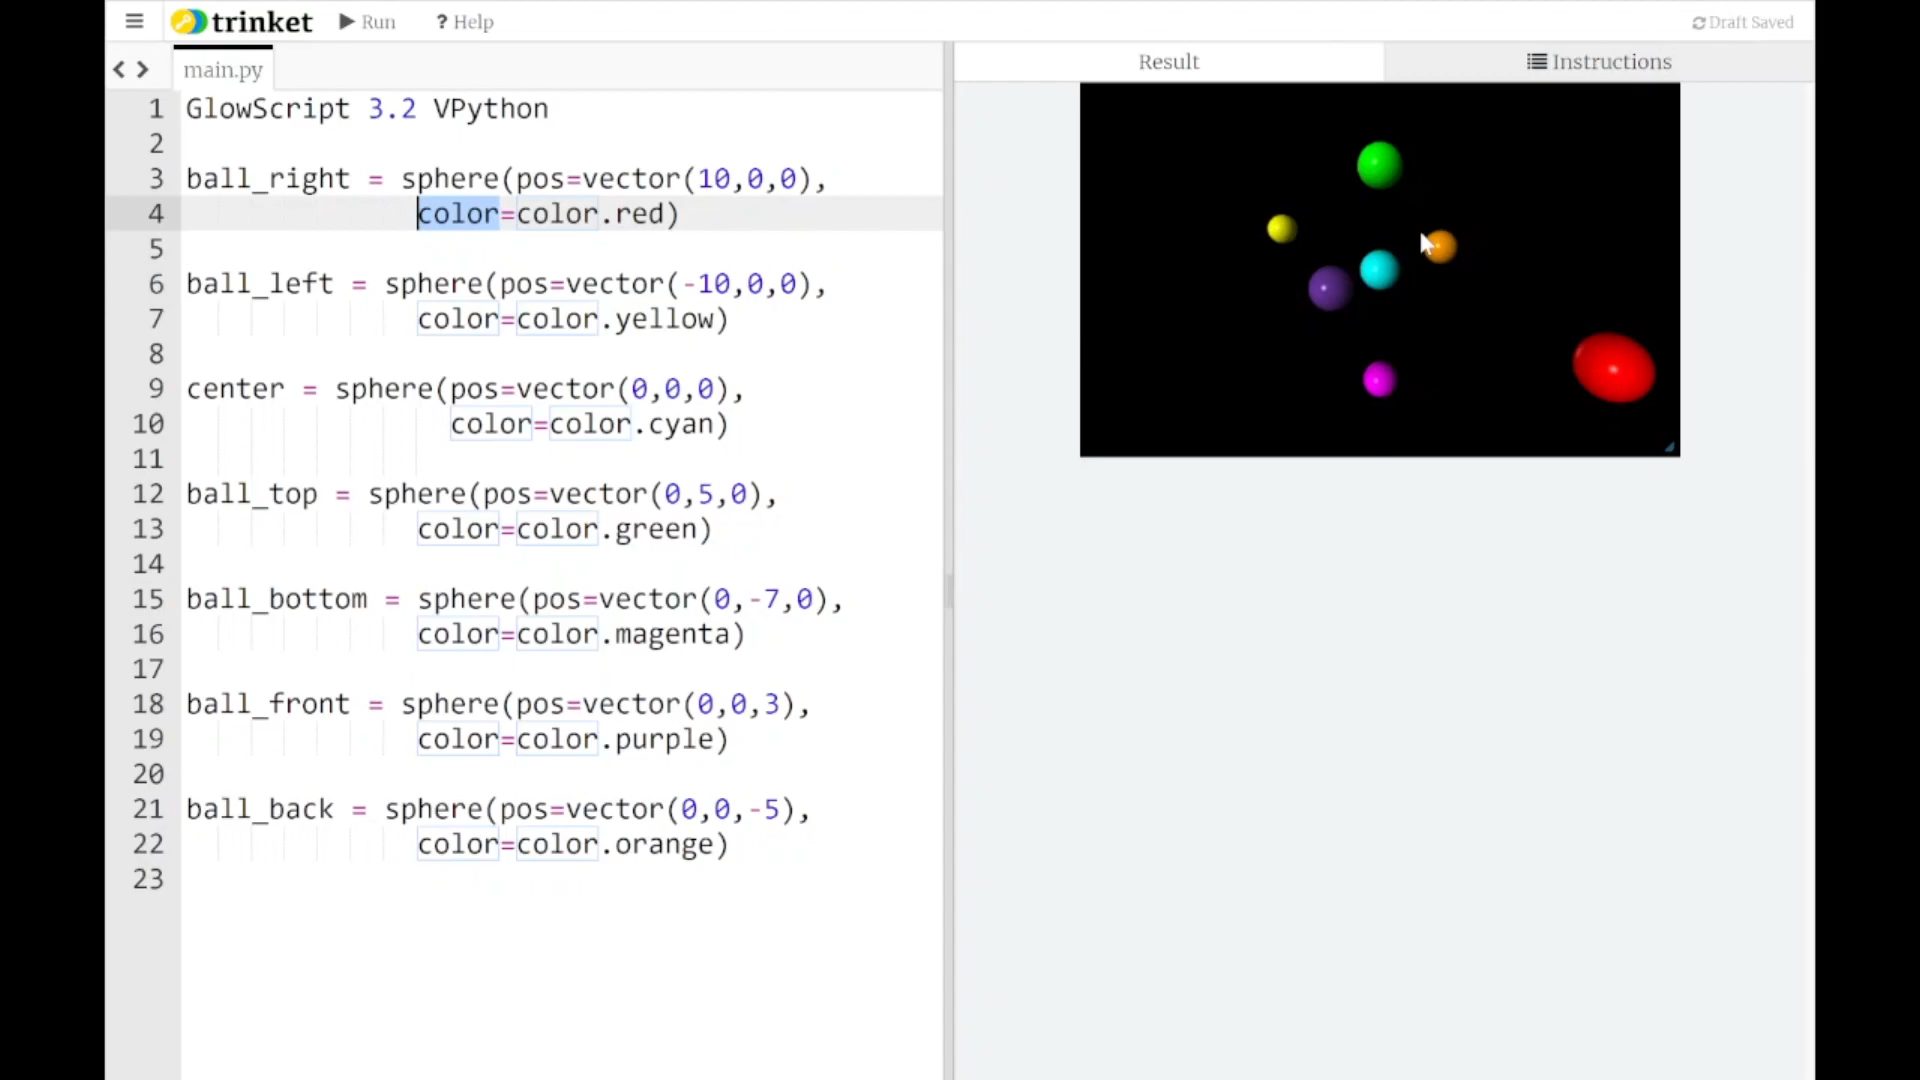 trinket
Run
? Help
Draft Saved
main.py
Result
Instructions
1 GlowScript 3.2 VPython
2
3 ball_right = sphere(pos=vector(10,0,0),
4 color=color.red)
5
6 ball_left = sphere(pos=vector(-10,0,0),
7 color=color.yellow)
8
9 center = sphere(pos=vector(0,0,0),
10 color=color.cyan)
11
12 ball_top = sphere(pos=vector(0,5,0),
13 color=color.green)
14
15 ball_bottom = sphere(pos=vector(0,-7,0),
16 color=color.magenta)
17
18 ball_front = sphere(pos=vector(0,0,3),
19 color=color.purple)
20
21 ball_back = sphere(pos=vector(0,0,-5),
22 color=color.orange)
23